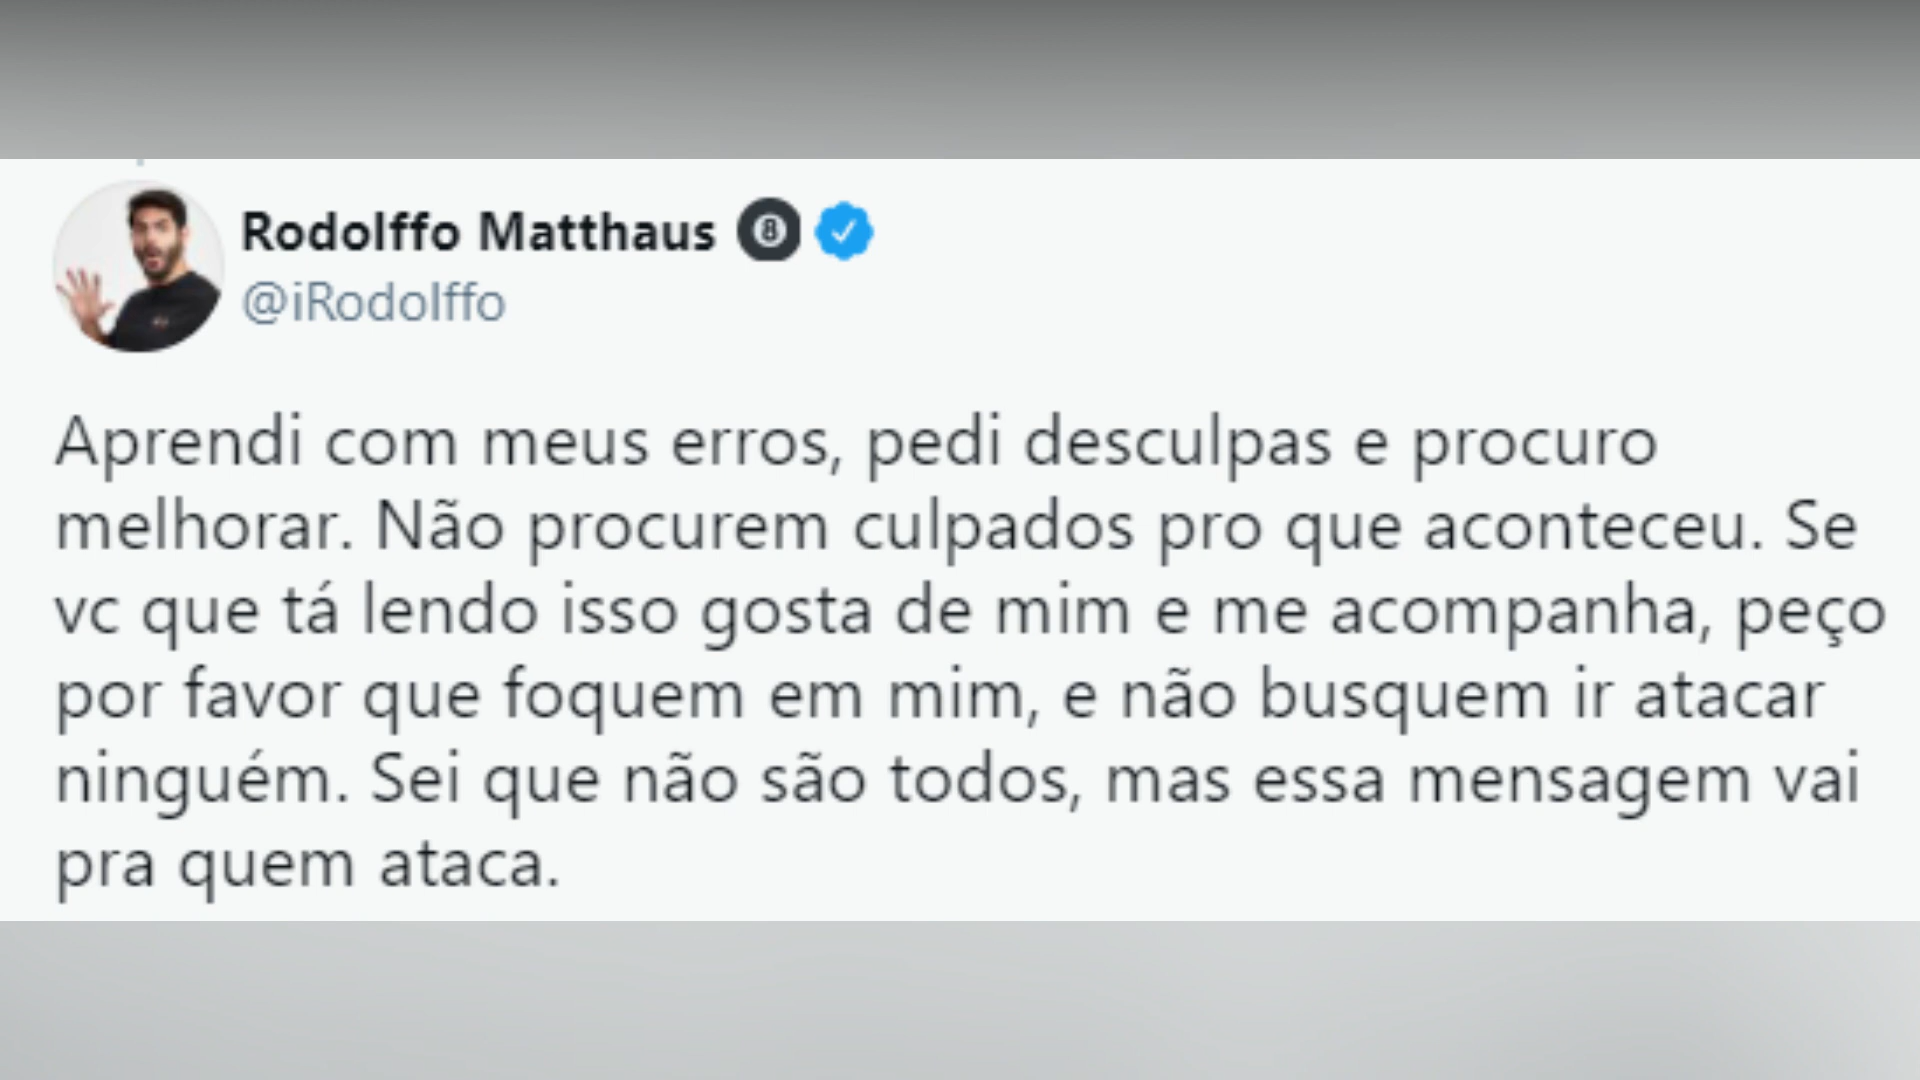 Rodolffo Matthaus 8
@iRodolffo
Aprendi com meus erros, pedi desculpas e procuro
melhorar. Não procurem culpados pro que aconteceu. Se
vc que tá lendo isso gosta de mim e me acompanha, peço
por favor que foquem em mim, e não busquem ir atacar
ninguém. Sei que não são todos, mas essa mensagem vai
pra quem ataca.